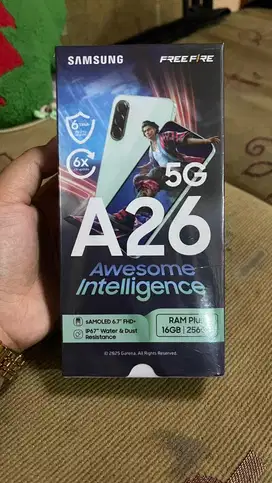 SAMSUNG
FREE FIRE
6
6X
5G
A26
Awesome
Intelligence
sAMOLED 6.7" FHD+
IP67* Water & Dust
Resistance
RAM Plus
16GB | 256GB
© 2025 Garena. All Rights Reserved.